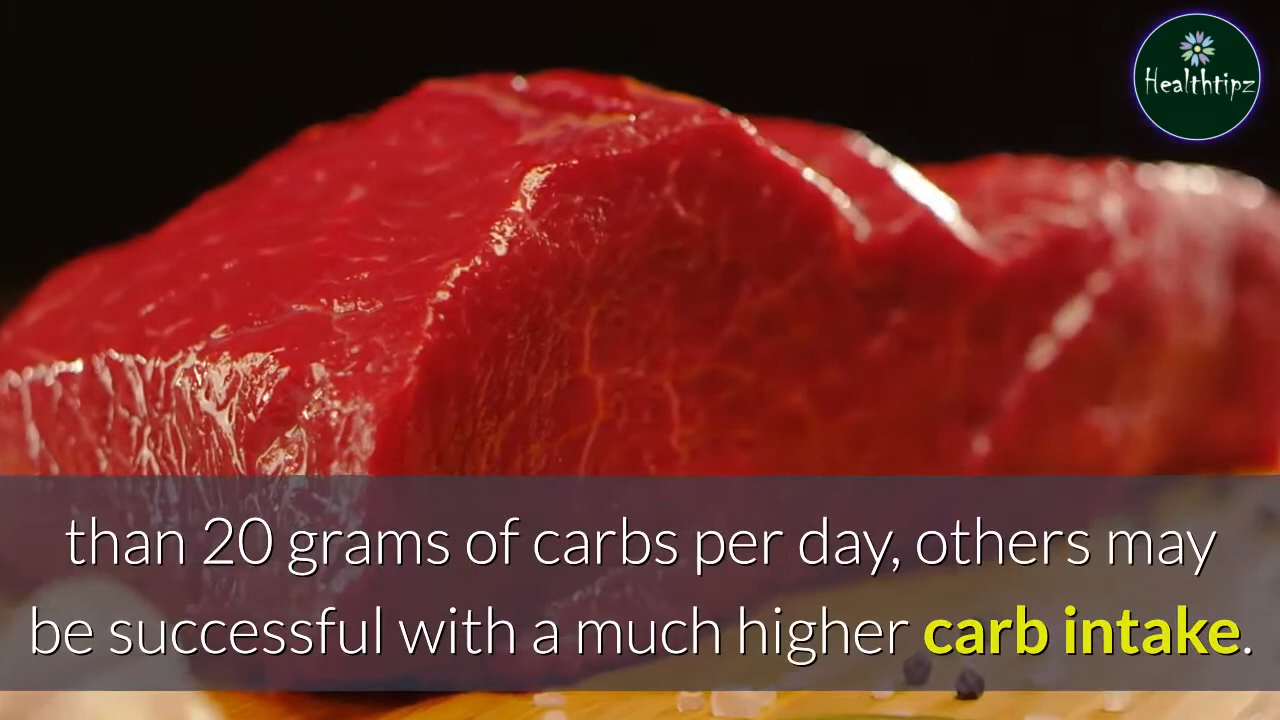 Healthtipz
than 20 grams of carbs per day, others may
be successful with a much higher carb intake.